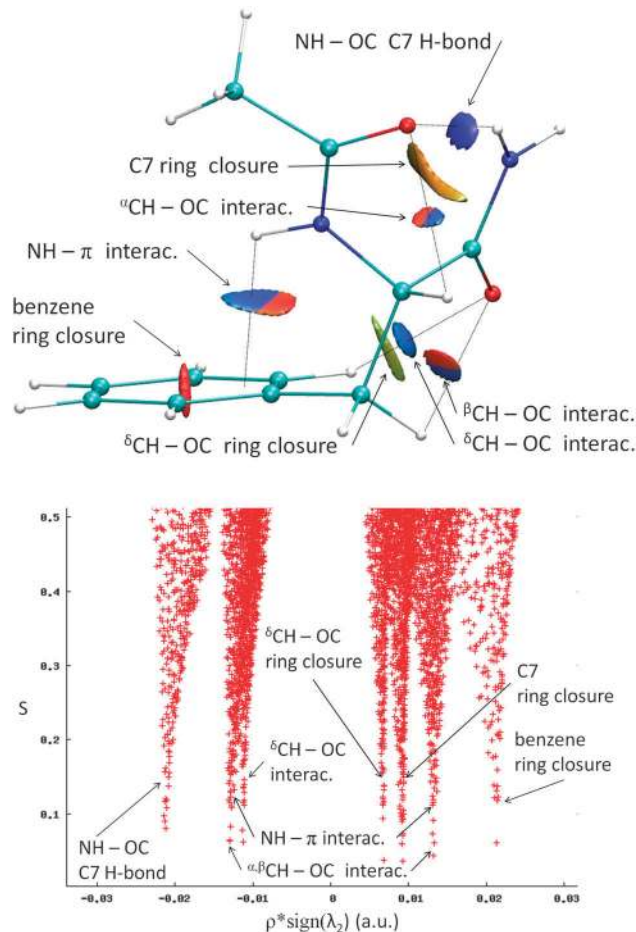 NH – OC C7 H-bond
C7 ring closure
αCH – OC interac.
NH – π interac.
benzene
ring closure
βCH – OC interac.
δCH – OC ring closure
δCH – OC interac.
0.5
0.4
0.3
0.2
0.1
S
δCH – OC
ring closure
C7
ring closure
δCH – OC
interac.
benzene
ring closure
NH – π interac.
NH – OC
C7 H-bond
α,βCH – OC interac.
-0.03
-0.02
-0.01
0
0.01
0.02
0.03
ρ*sign(λ₂) (a.u.)